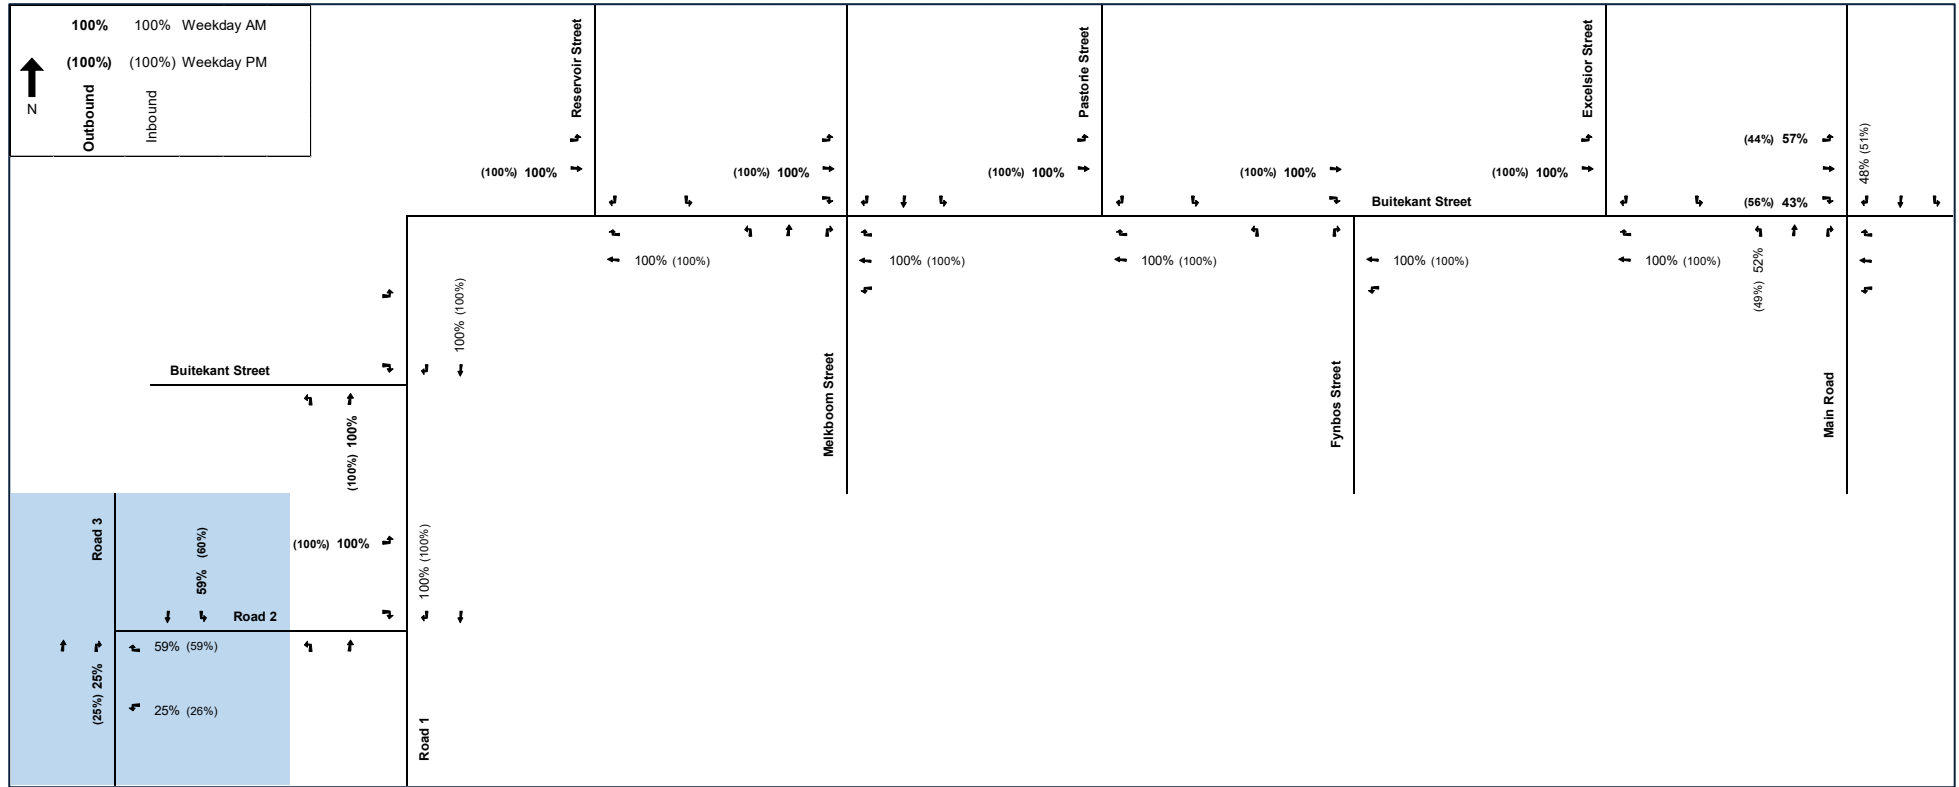 100% 100% Weekday AM
(100%) (100%) Weekday PM
N
Outbound
Inbound
Reservoir Street
Pastorie Street
Excelsior Street
(44%) 57%
48% (51%)
(100%) 100%
(100%) 100%
(100%) 100%
(100%) 100%
(100%) 100%
Buitekant Street
(56%) 43%
100% (100%)
100% (100%)
100% (100%)
100% (100%)
100% (100%)
(49%) 52%
100% (100%)
Buitekant Street
Melkboom Street
Fynbos Street
Main Road
(100%) 100%
Road 3
59% (60%)
(100%) 100%
100% (100%)
Road 2
59% (59%)
(25%) 25%
25% (26%)
Road 1